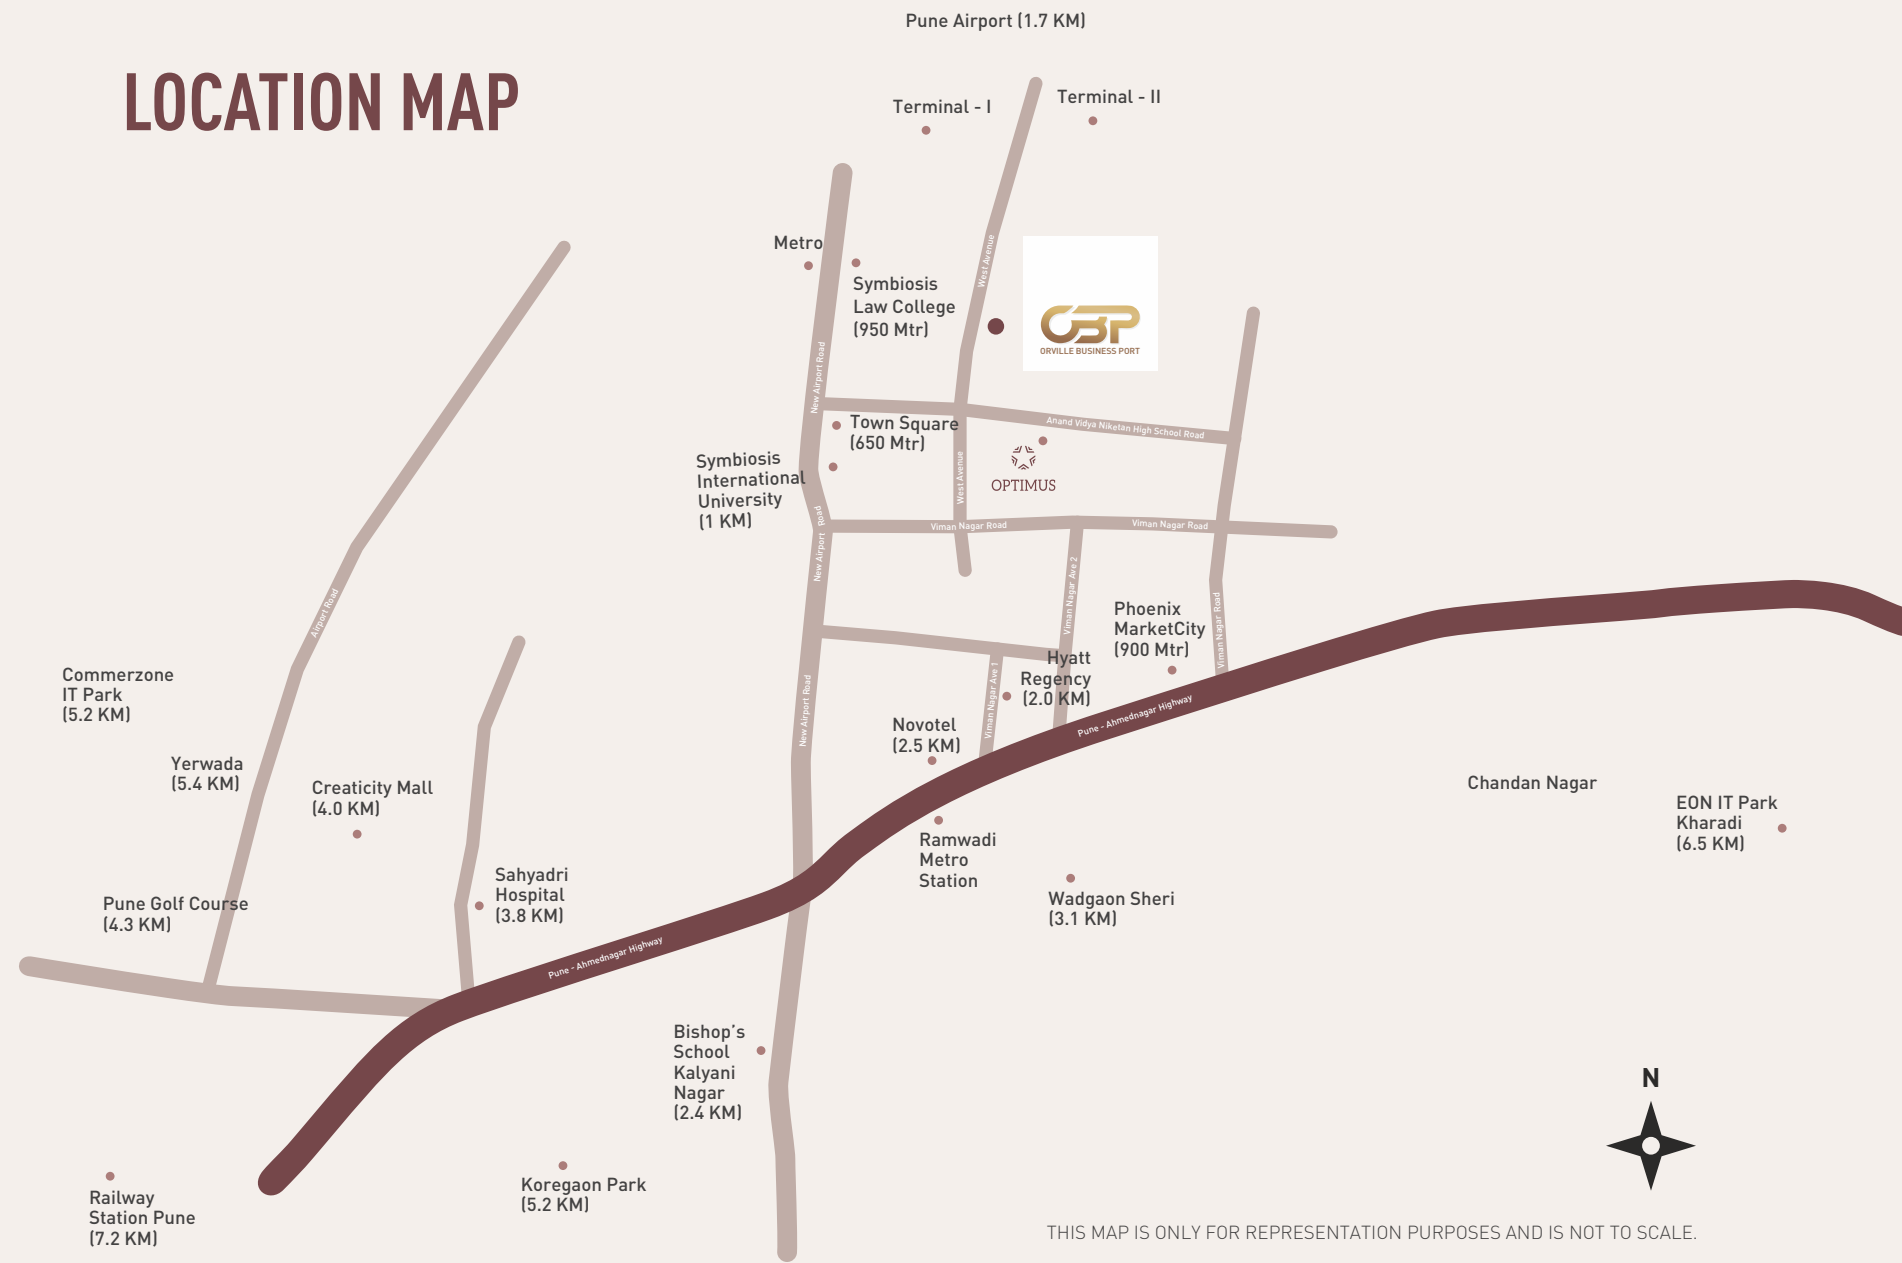 Pune Airport (1.7 KM)
LOCATION MAP
Terminal - I
Terminal - II
Metro
Symbiosis
Law College
(950 Mtr)
West Avenue
OBP
ORVILLE BUSINESS PORT
New Airport Road
Town Square
(650 Mtr)
Anand Vidya Niketan High School Road
Symbiosis
International
University
(1 KM)
West Avenue
OPTIMUS
New Airport Road
Viman Nagar Road
Viman Nagar Road
Airport Road
Viman Nagar Ave 2
Phoenix
MarketCity
(900 Mtr)
Viman Nagar Road
Hyatt
Regency
(2.0 KM)
Viman Nagar Ave 1
New Airport Road
Novotel
(2.5 KM)
Pune - Ahmednagar Highway
Commerzone
IT Park
(5.2 KM)
Yerwada
(5.4 KM)
Creaticity Mall
(4.0 KM)
Chandan Nagar
EON IT Park
Kharadi
(6.5 KM)
Ramwadi
Metro
Station
Sahyadri
Hospital
(3.8 KM)
Wadgaon Sheri
(3.1 KM)
Pune Golf Course
(4.3 KM)
Pune - Ahmednagar Highway
Bishop's
School
Kalyani
Nagar
(2.4 KM)
N
Railway
Station Pune
(7.2 KM)
Koregaon Park
(5.2 KM)
THIS MAP IS ONLY FOR REPRESENTATION PURPOSES AND IS NOT TO SCALE.